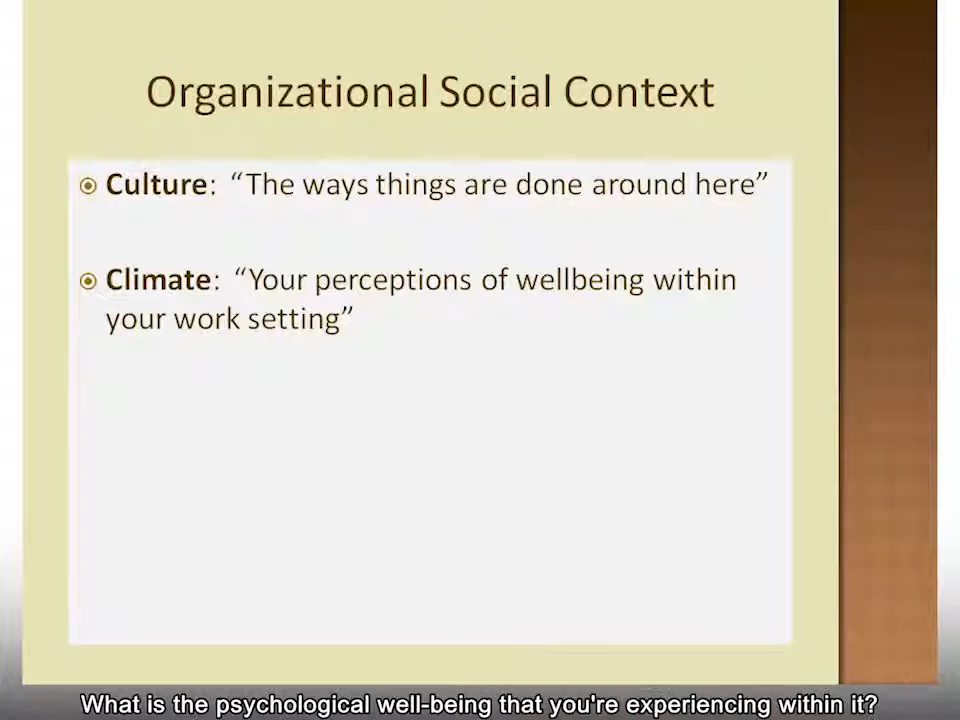 Organizational Social Context
Culture: “The ways things are done around here”
Climate: “Your perceptions of wellbeing within
your work setting”
What is the psychological well-being that you're experiencing within it?